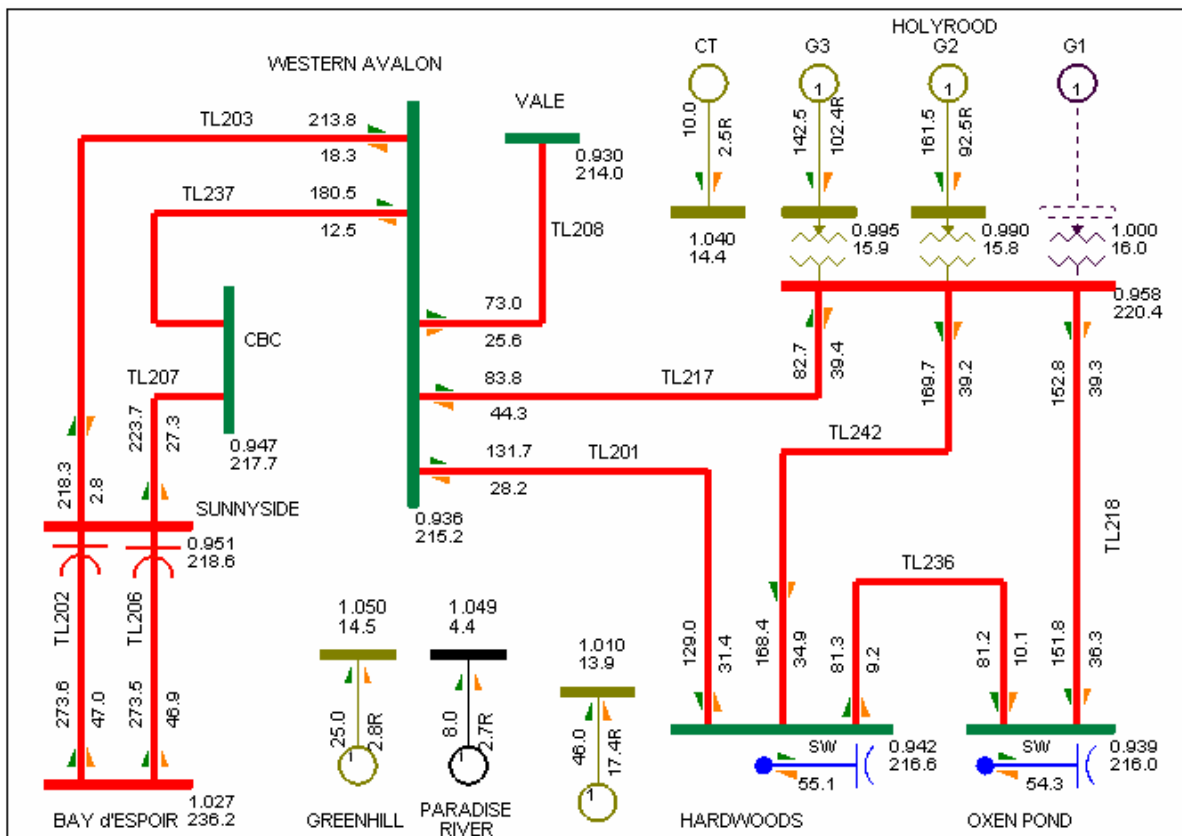 HOLYROOD
CT G3 G2 G1
1 1 1
WESTERN AVALON
VALE
TL203 213.8
18.3
TL237 180.5
12.5
0.930
214.0
TL208
10.0 2.5R
142.5 102.4R
161.5 92.5R
1.040
14.4
0.995
15.9
0.990
15.8
1.000
16.0
0.958
220.4
CBC
73.0
25.6
TL207
83.8
TL217
44.3
82.7 39.4
169.7 39.2
152.8 39.3
223.7 27.3
0.947
217.7
TL242
131.7
TL201
28.2
218.3 2.8
SUNNYSIDE
0.951
218.6
0.936
215.2
TL218
TL236
TL202 TL206
1.050
14.5
1.049
4.4
1.010
13.9
129.0 31.4
168.4 34.9
81.3 9.2
81.2 10.1
151.8 36.3
273.6 47.0
273.5 46.9
25.0 2.8R
8.0 2.7R
46.0 17.4R
1 1
SW
0.942
216.6
55.1
SW
0.939
216.0
54.3
1.027
236.2
BAY d'ESPOIR
GREENHILL
PARADISE
RIVER
HARDWOODS
OXEN POND